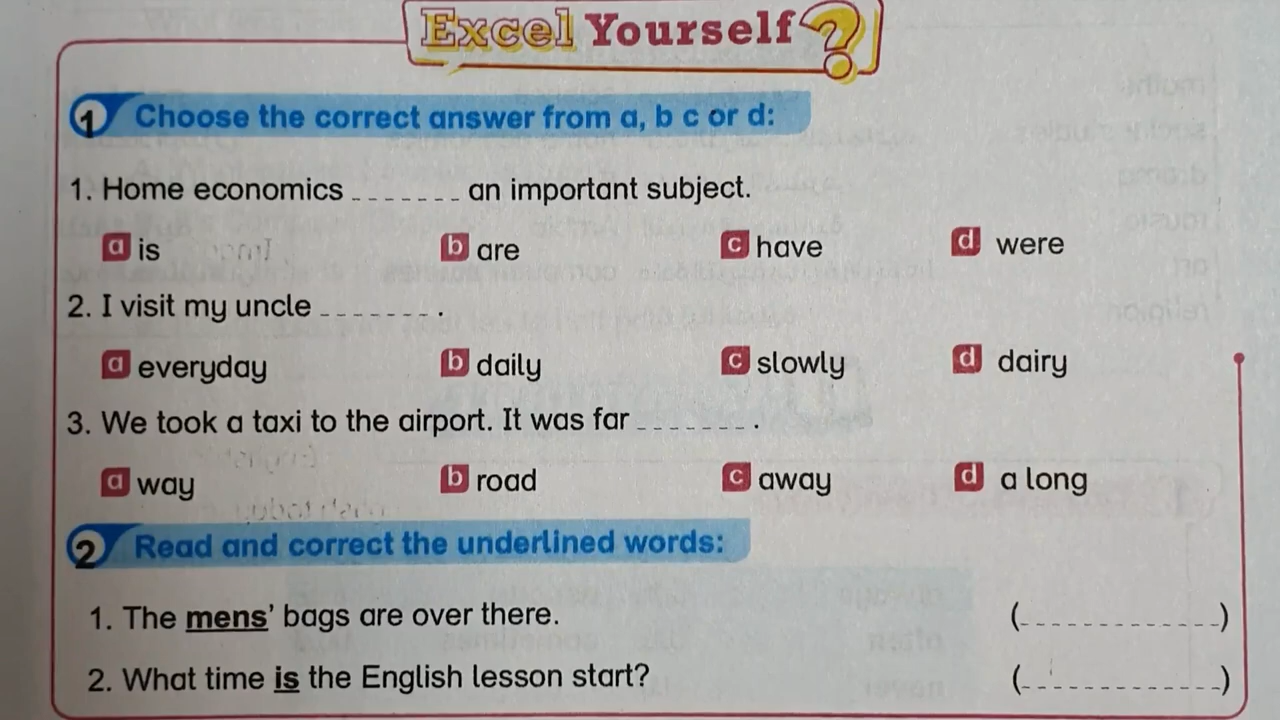 Excel Yourself?
1 Choose the correct answer from a, b c or d:
1. Home economics _______ an important subject.
a is b are c have d were
2. I visit my uncle _______ .
a everyday b daily c slowly d dairy
3. We took a taxi to the airport. It was far _______ .
a way b road c away d a long
2 Read and correct the underlined words:
1. The mens' bags are over there. (_____________)
2. What time is the English lesson start? (_____________)